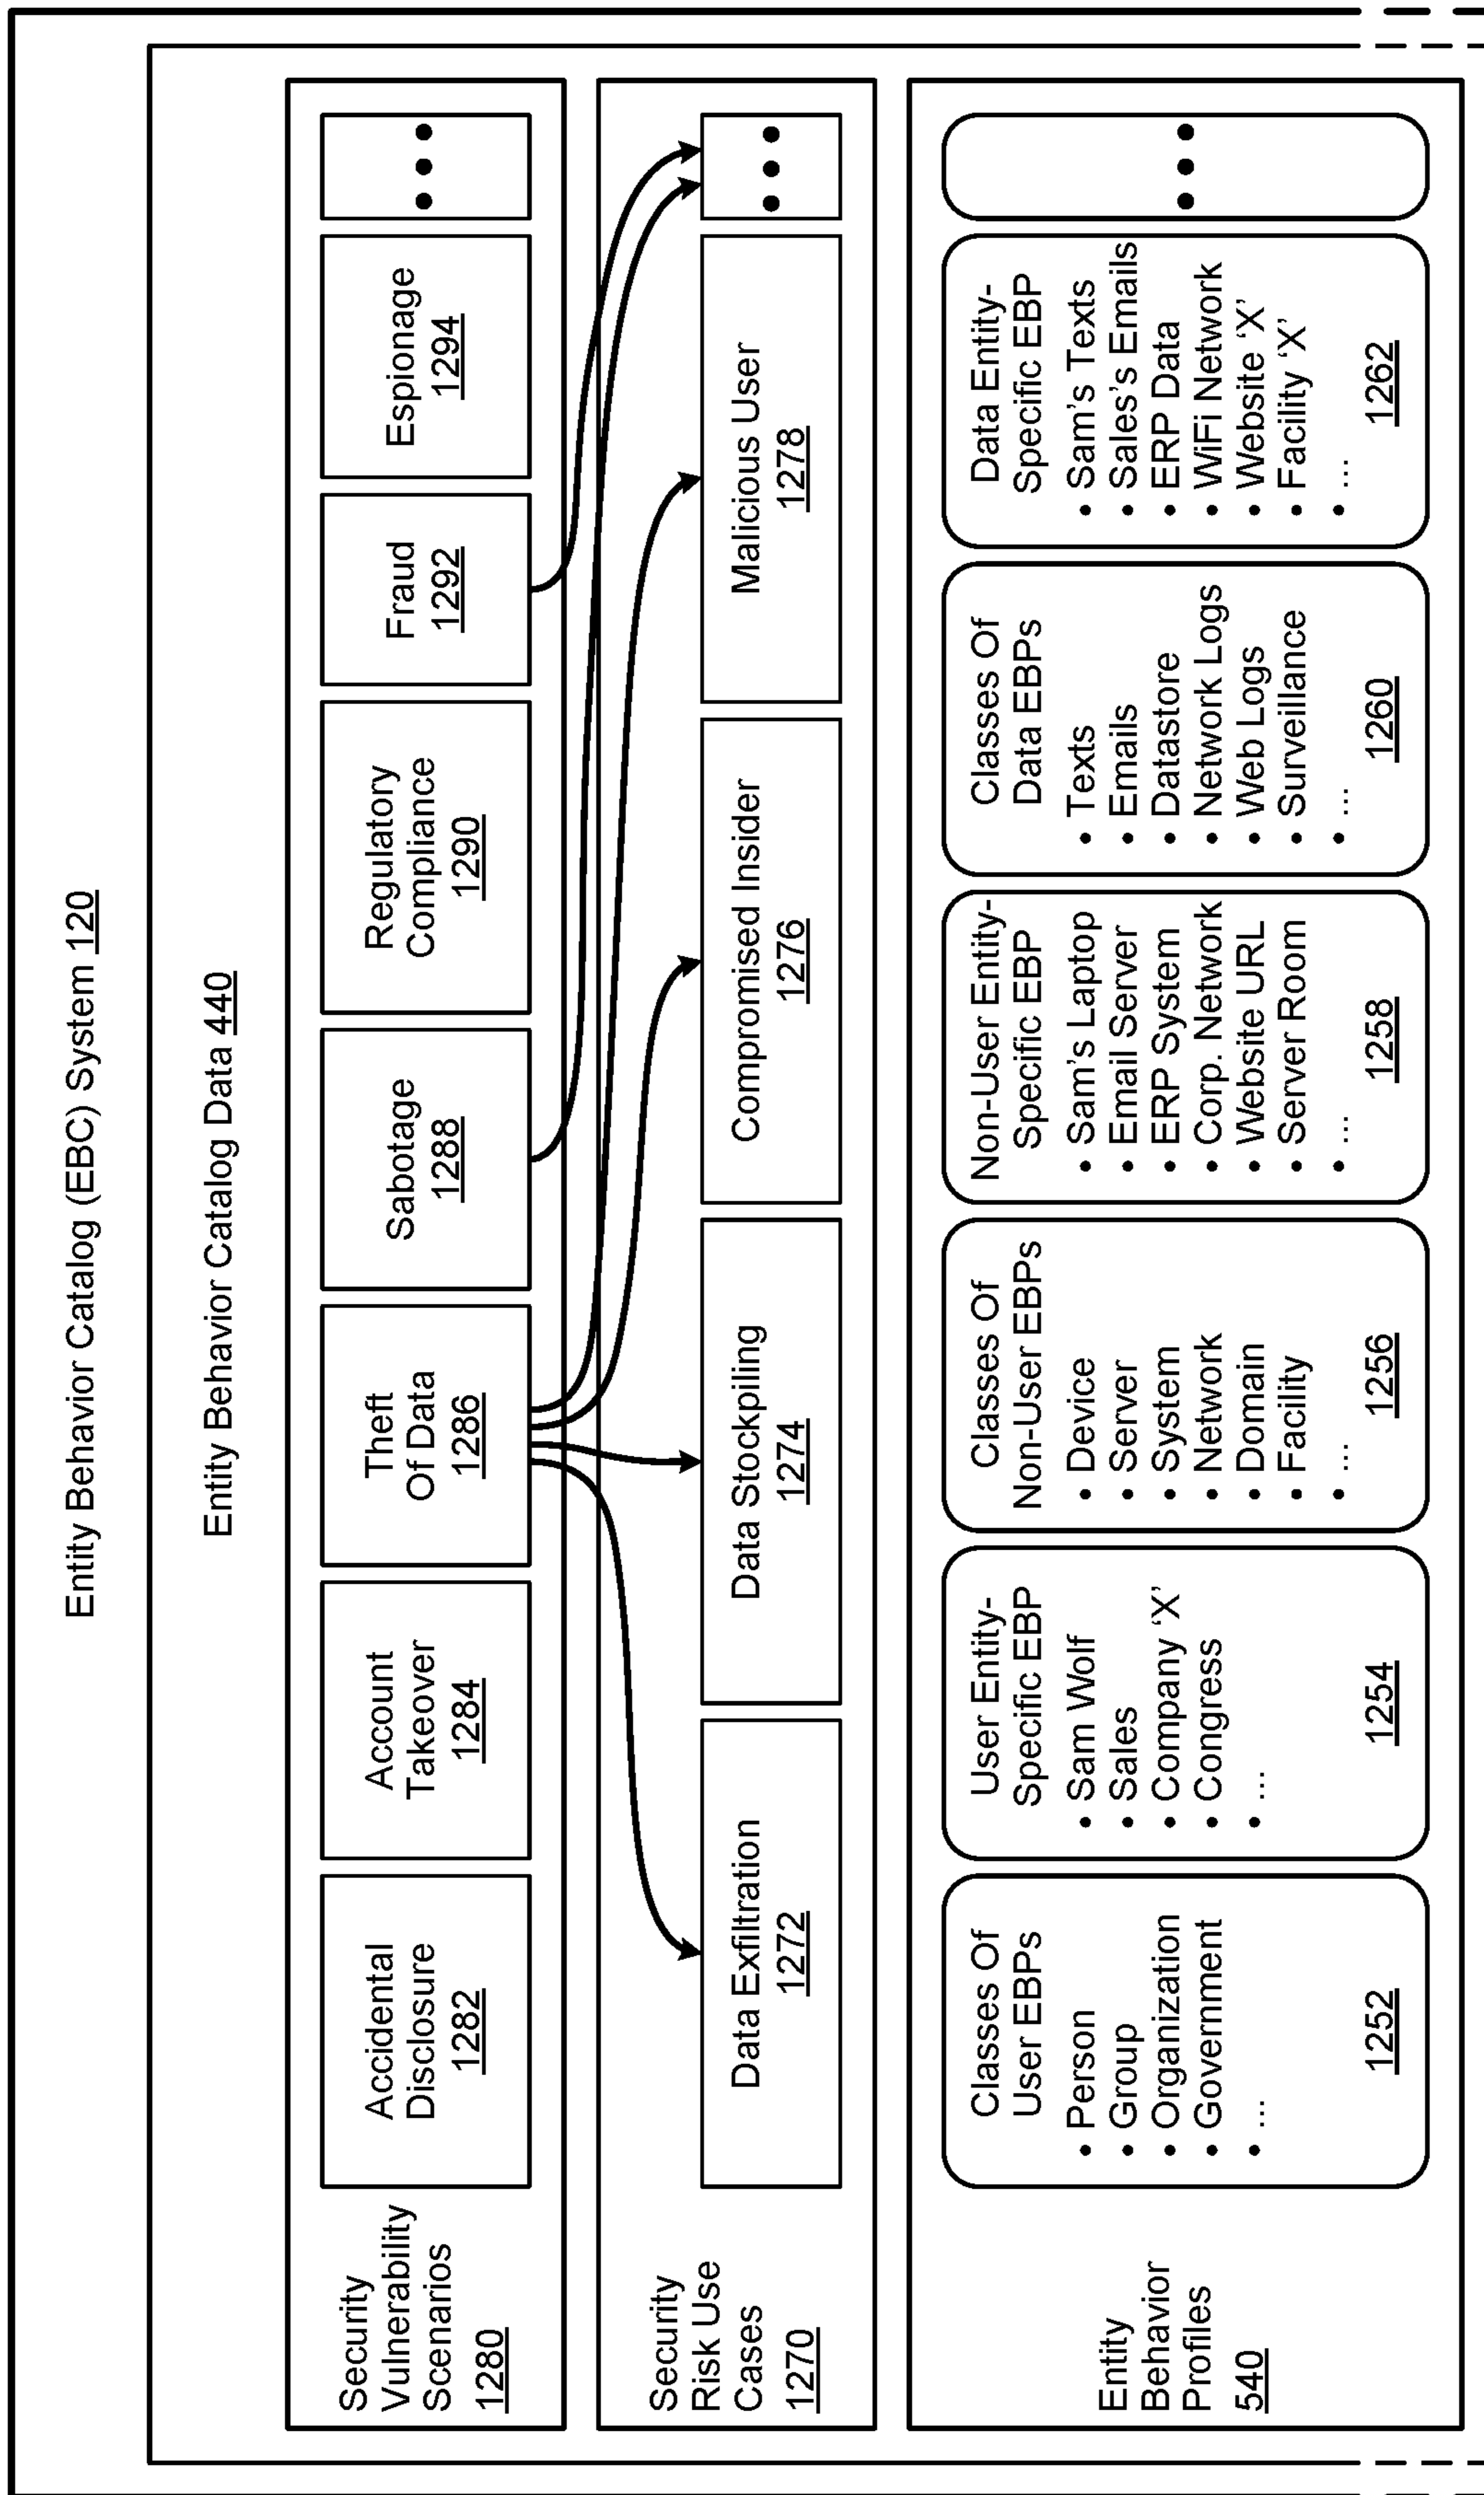 Entity Behavior Catalog (EBC) System 120
Entity Behavior Catalog Data 440
Security
Vulnerability
Scenarios
1280
Accidental
Disclosure
1282
Account
Takeover
1284
Theft
Of Data
1286
Sabotage
1288
Regulatory
Compliance
1290
Fraud
1292
Espionage
1294
• • •
Security
Risk Use
Cases
1270
Data Exfiltration
1272
Data Stockpiling
1274
Compromised Insider
1276
Malicious User
1278
• • •
Entity
Behavior
Profiles
540
Classes Of
User EBPs
• Person
• Group
• Organization
• Government
• ...
1252
User Entity-
Specific EBP
• Sam Wolf
• Sales
• Company ‘X’
• Congress
• ...
1254
Classes Of
Non-User EBPs
• Device
• Server
• System
• Network
• Domain
• Facility
• ...
1256
Non-User Entity-
Specific EBP
• Sam’s Laptop
• Email Server
• ERP System
• Corp. Network
• Website URL
• Server Room
• ...
1258
Classes Of
Data EBPs
• Texts
• Emails
• Datastore
• Network Logs
• Web Logs
• Surveillance
• ...
1260
Data Entity-
Specific EBP
• Sam’s Texts
• Sales’s Emails
• ERP Data
• WiFi Network
• Website ‘X’
• Facility ‘X’
• ...
1262
• • •